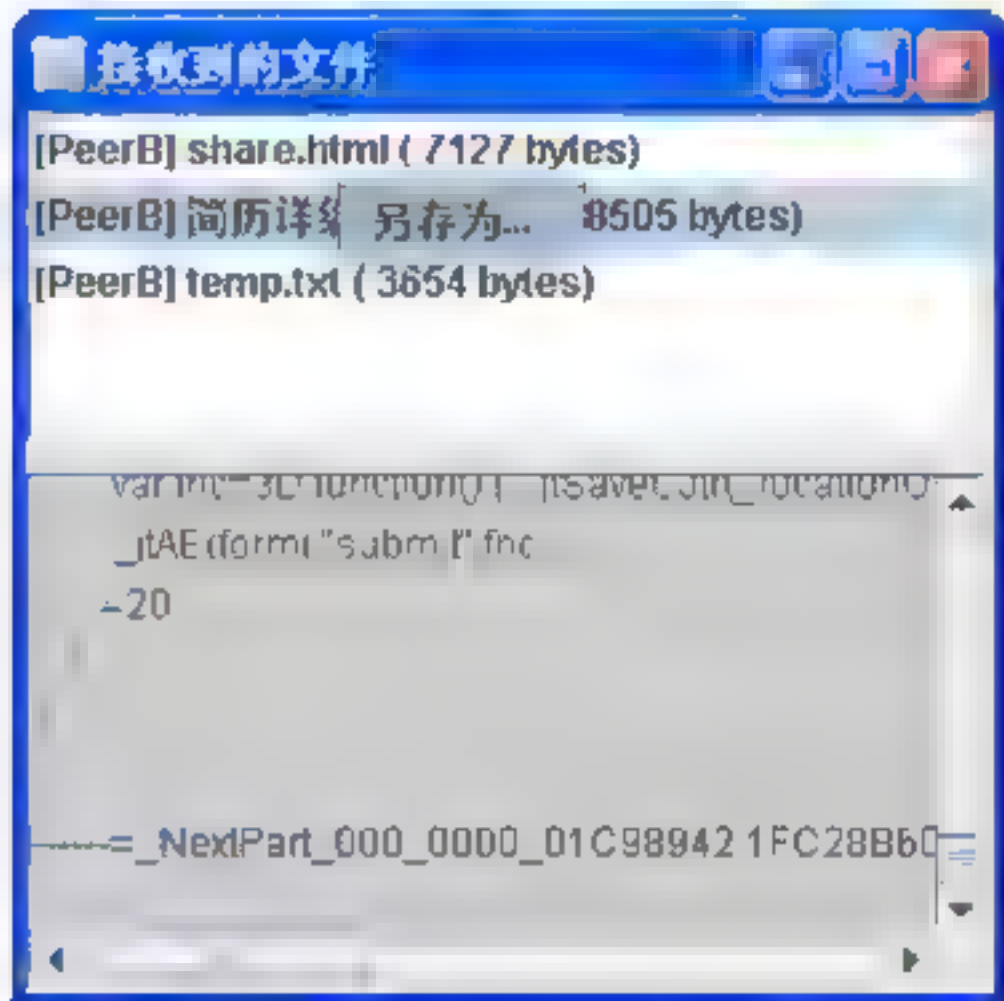 接收到的文件
[PeerB] share.html ( 7127 bytes)
[PeerB] 简历详 另存为... 8505 bytes)
[PeerB] temp.txt ( 3654 bytes)
=20
=_NextPart_000_0000_01C98942